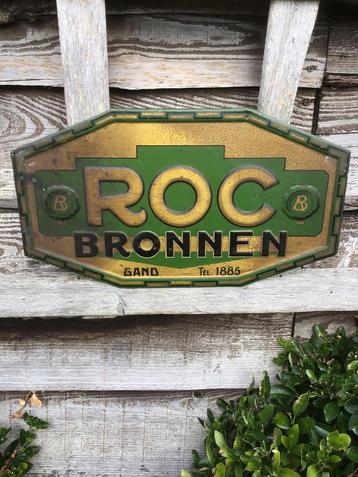 ROC
B B
BRONNEN
GAND TEL. 1885